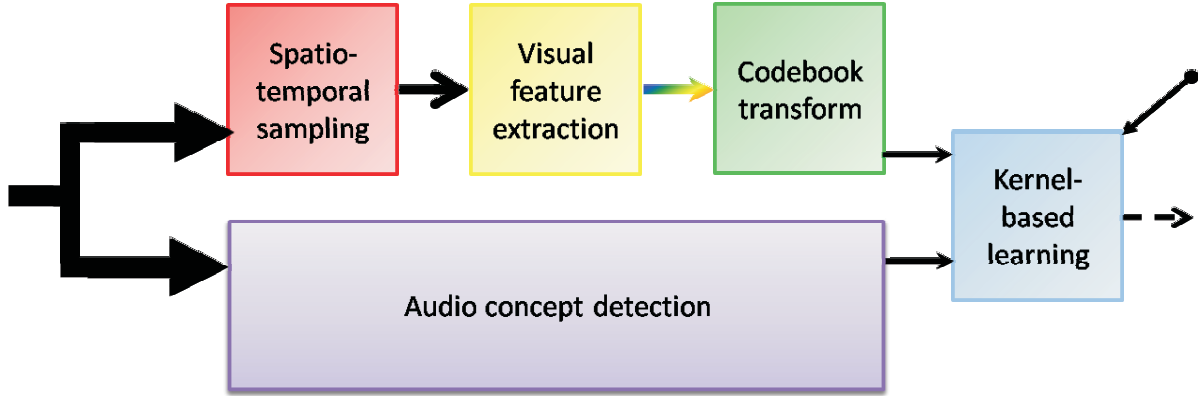 Spatio-
temporal
sampling
Visual
feature
extraction
Codebook
transform
Kernel-
based
learning
Audio concept detection